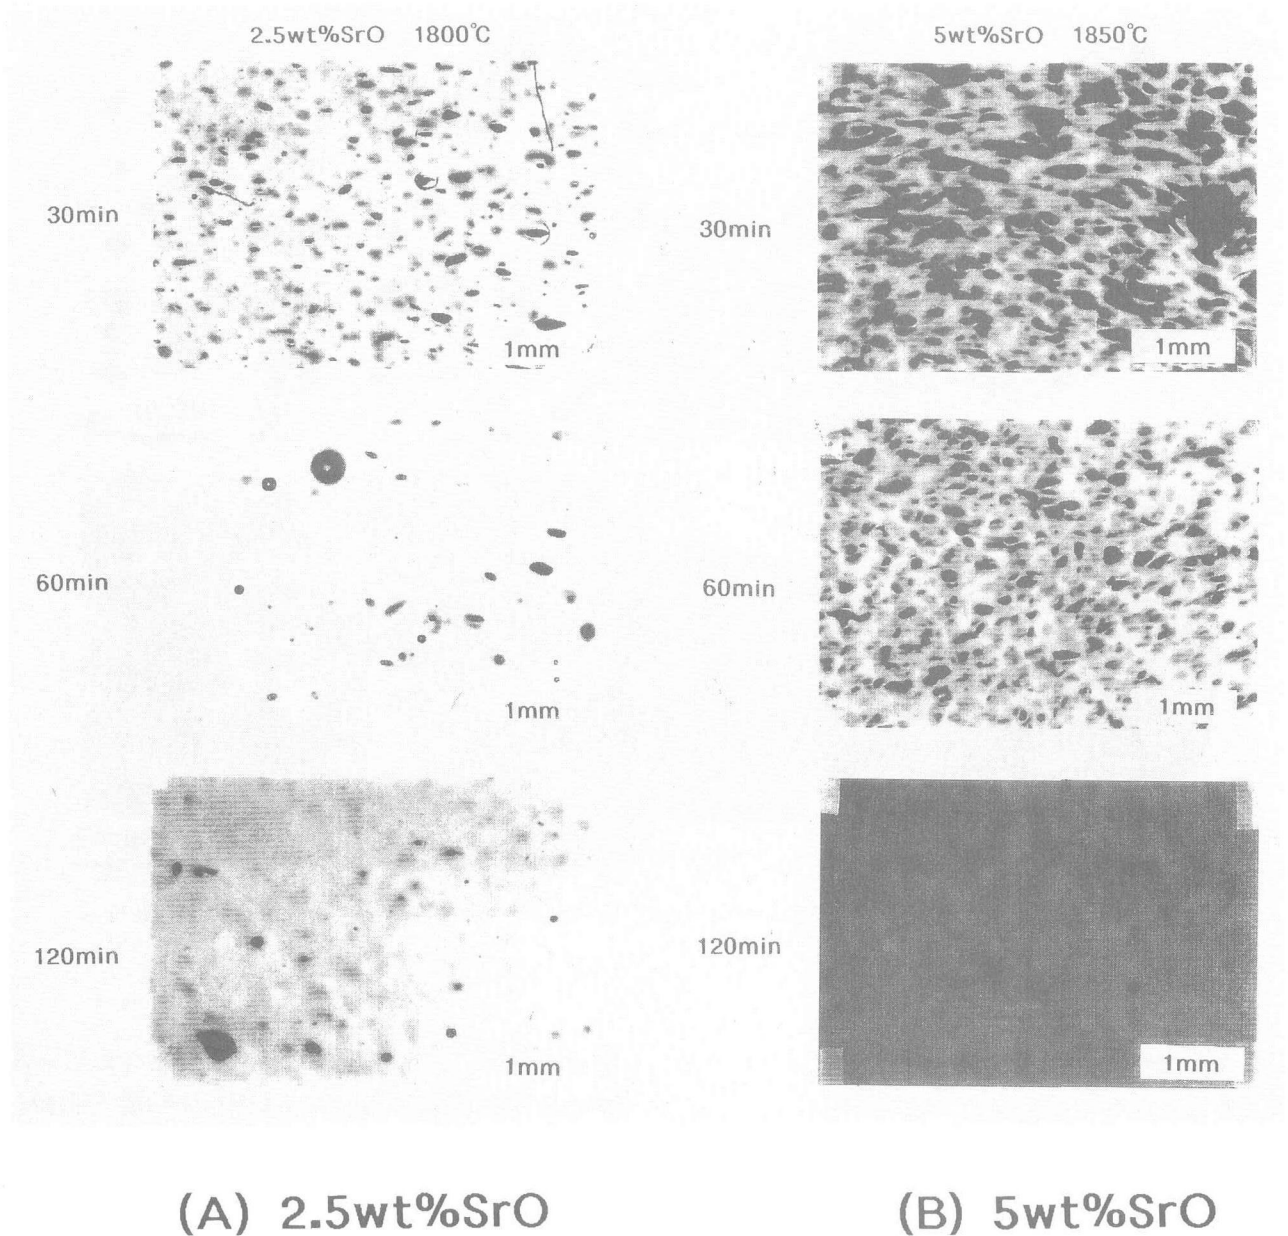 2.5wt%SrO 1800℃
5wt%SrO 1850℃
30min
1mm
30min
1mm
60min
1mm
60min
1mm
120min
1mm
120min
1mm
(A) 2.5wt%SrO
(B) 5wt%SrO